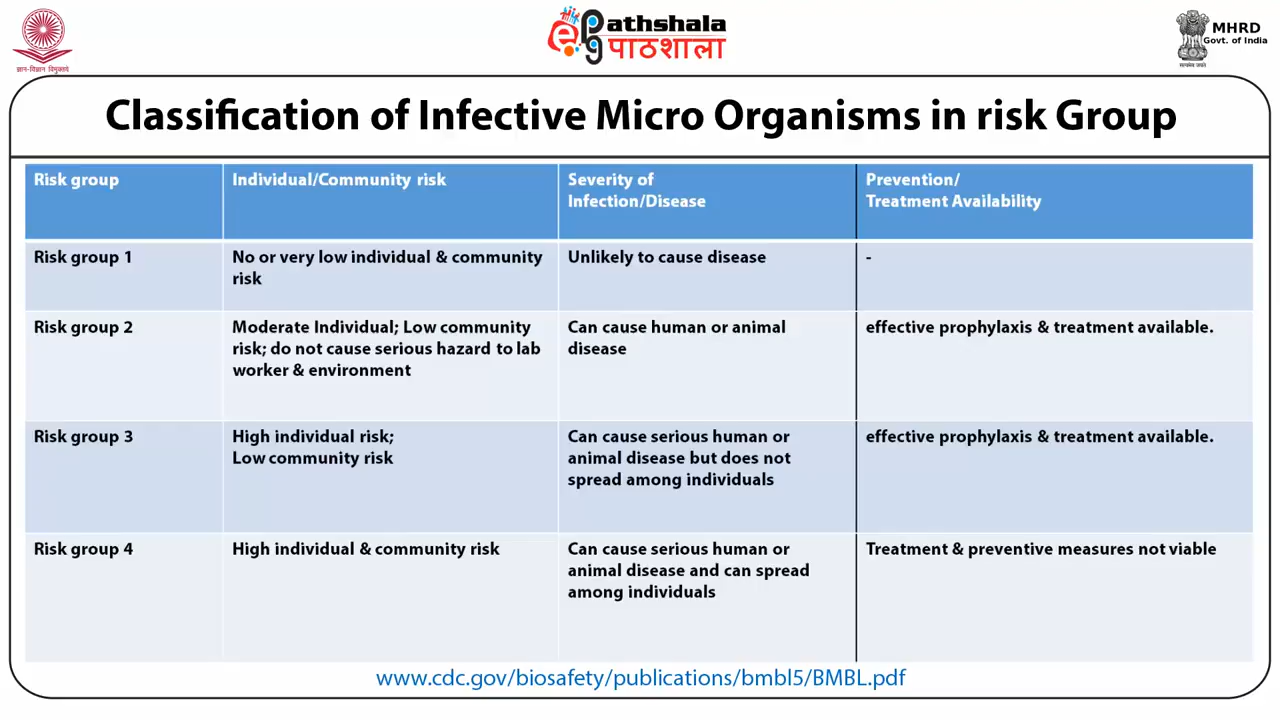 ज्ञान-विज्ञान विमुक्तये
epg athshala
पाठशाला
MHRD
Govt. of India
सत्यमेव जयते
Classification of Infective Micro Organisms in risk Group
Risk group
Individual/Community risk
Severity of
Infection/Disease
Prevention/
Treatment Availability
Risk group 1
No or very low individual & community
risk
Unlikely to cause disease
-
Risk group 2
Moderate Individual; Low community
risk; do not cause serious hazard to lab
worker & environment
Can cause human or animal
disease
effective prophylaxis & treatment available.
Risk group 3
High individual risk;
Low community risk
Can cause serious human or
animal disease but does not
spread among individuals
effective prophylaxis & treatment available.
Risk group 4
High individual & community risk
Can cause serious human or
animal disease and can spread
among individuals
Treatment & preventive measures not viable
www.cdc.gov/biosafety/publications/bmbl5/BMBL.pdf